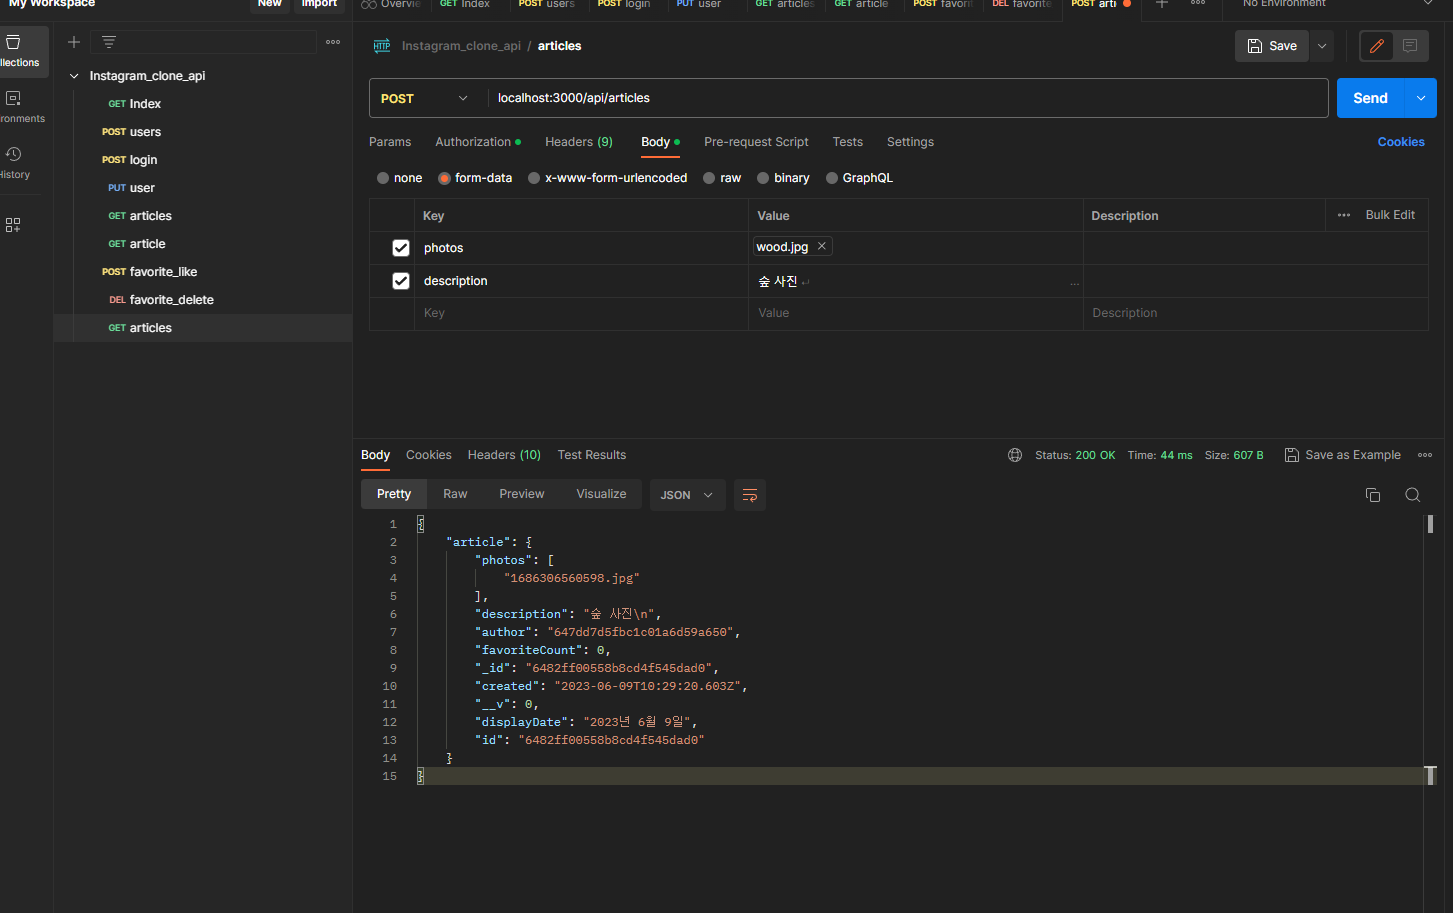 My Workspace
New
Import
Overvie
GET Index
POST users
POST login
PUT user
GET articles
GET article
POST favorit
DEL favorite
POST arti
No Environment
llections
ronments
History
Instagram_clone_api
GET Index
POST users
POST login
PUT user
GET articles
GET article
POST favorite_like
DEL favorite_delete
GET articles
HTTP Instagram_clone_api / articles
Save
POST localhost:3000/api/articles
Send
Params Authorization Headers (9) Body Pre-request Script Tests Settings Cookies
none form-data x-www-form-urlencoded raw binary GraphQL
Key Value Description ... Bulk Edit
photos wood.jpg ×
description 숲 사진 ↵ ...
Key Value Description
Body Cookies Headers (10) Test Results
Status: 200 OK Time: 44 ms Size: 607 B Save as Example
Pretty Raw Preview Visualize JSON
1 {
2 "article": {
3 "photos": [
4 "1686306560598.jpg"
5 ],
6 "description": "숲 사진\n",
7 "author": "647dd7d5fbc1c01a6d59a650",
8 "favoriteCount": 0,
9 "_id": "6482ff00558b8cd4f545dad0",
10 "created": "2023-06-09T10:29:20.603Z",
11 "__v": 0,
12 "displayDate": "2023년 6월 9일",
13 "id": "6482ff00558b8cd4f545dad0"
14 }
15 }